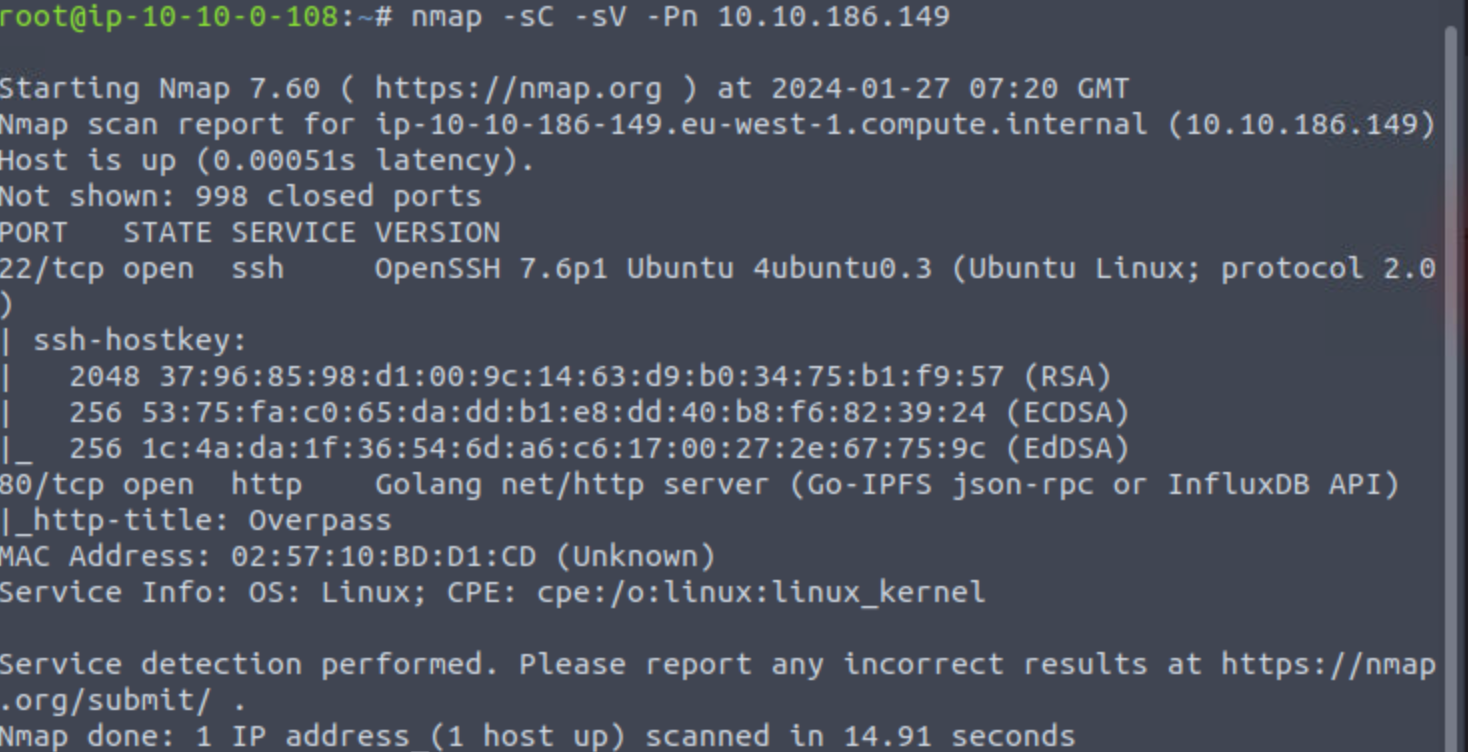 root@ip-10-10-0-108:~# nmap -sC -sV -Pn 10.10.186.149
Starting Nmap 7.60 ( https://nmap.org ) at 2024-01-27 07:20 GMT
Nmap scan report for ip-10-10-186-149.eu-west-1.compute.internal (10.10.186.149)
Host is up (0.00051s latency).
Not shown: 998 closed ports
PORT   STATE SERVICE VERSION
22/tcp open  ssh     OpenSSH 7.6p1 Ubuntu 4ubuntu0.3 (Ubuntu Linux; protocol 2.0
)
| ssh-hostkey:
|   2048 37:96:85:98:d1:00:9c:14:63:d9:b0:34:75:b1:f9:57 (RSA)
|   256 53:75:fa:c0:65:da:dd:b1:e8:dd:40:b8:f6:82:39:24 (ECDSA)
|_  256 1c:4a:da:1f:36:54:6d:a6:c6:17:00:27:2e:67:75:9c (EdDSA)
80/tcp open  http    Golang net/http server (Go-IPFS json-rpc or InfluxDB API)
|_http-title: Overpass
MAC Address: 02:57:10:BD:D1:CD (Unknown)
Service Info: OS: Linux; CPE: cpe:/o:linux:linux_kernel
Service detection performed. Please report any incorrect results at https://nmap
.org/submit/ .
Nmap done: 1 IP address (1 host up) scanned in 14.91 seconds